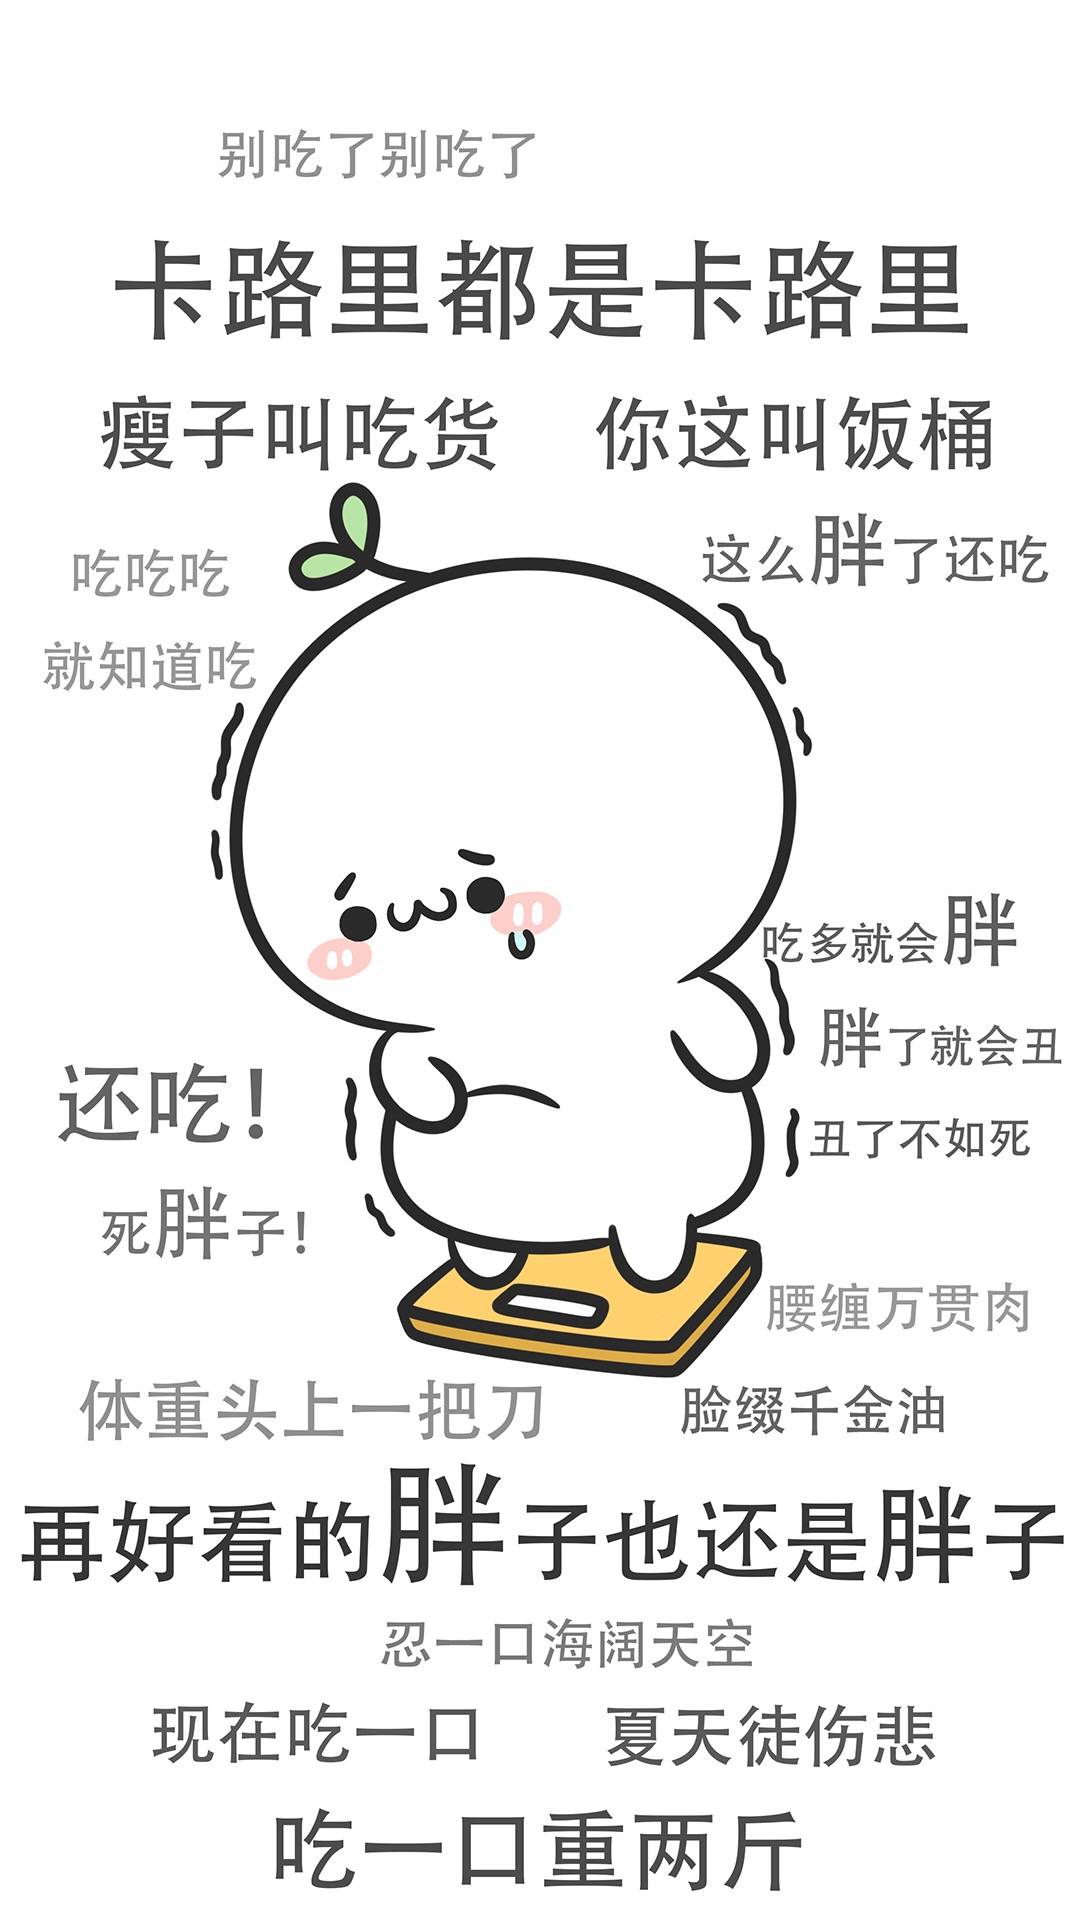 别吃了别吃了
卡路里都是卡路里
瘦子叫吃货 你这叫饭桶
吃吃吃
就知道吃
这么胖了还吃
吃多就会胖
胖了就会丑
丑了不如死
还吃！
死胖子！
腰缠万贯肉
体重头上一把刀
脸缀千金油
再好看的胖子也还是胖子
忍一口海阔天空
现在吃一口 夏天徒伤悲
吃一口重两斤